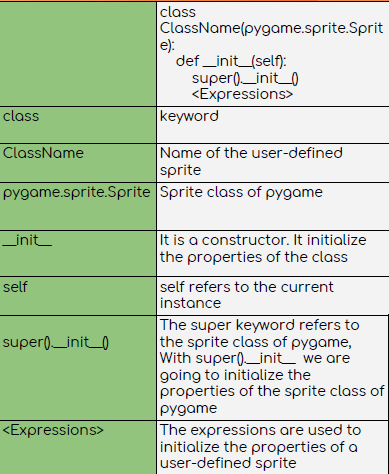 class
ClassName(pygame.sprite.Sprit
e):
def __init__(self):
super().__init__()
<Expressions>
class
keyword
ClassName
Name of the user-defined
sprite
pygame.sprite.Sprite
Sprite class of pygame
__init__
It is a constructor. It initialize
the properties of the class
self
self refers to the current
instance
super().__init__()
The super keyword refers to
the sprite class of pygame,
With super().__init__ we are
going to initialize the
properties of the sprite class of
pygame
<Expressions>
The expressions are used to
initialize the properties of a
user-defined sprite